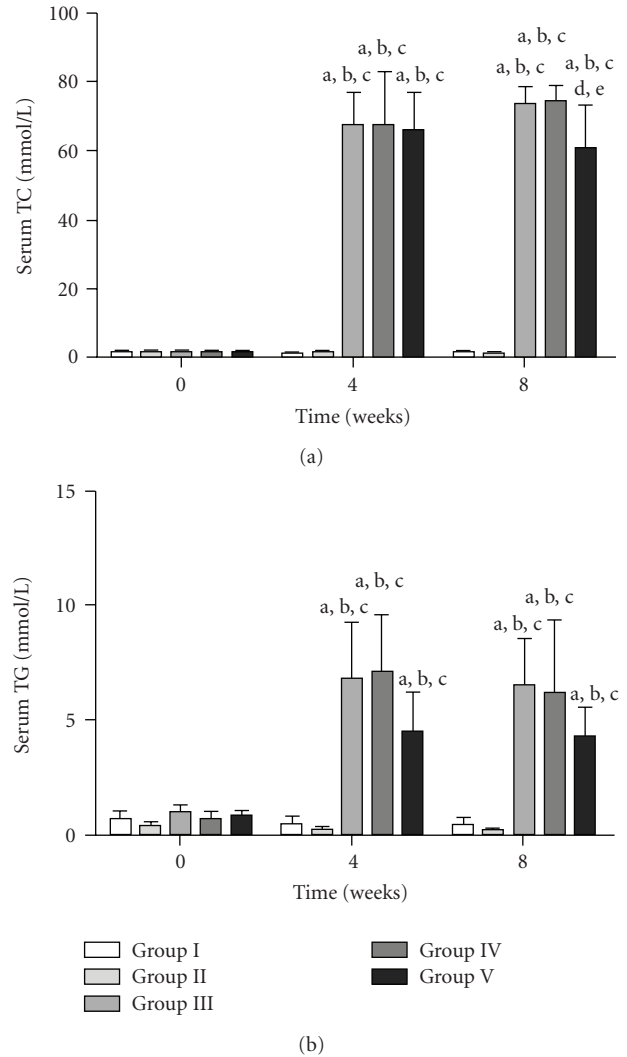 100
80
60
40
20
0
Serum TC (mmol/L)
a, b, c
a, b, c
a, b, c
a, b, c
a, b, c
a, b, c
d, e
0
4
8
Time (weeks)
(a)
15
10
5
0
Serum TG (mmol/L)
a, b, c
a, b, c
a, b, c
a, b, c
a, b, c
a, b, c
0
4
8
Time (weeks)
Group I
Group II
Group III
Group IV
Group V
(b)